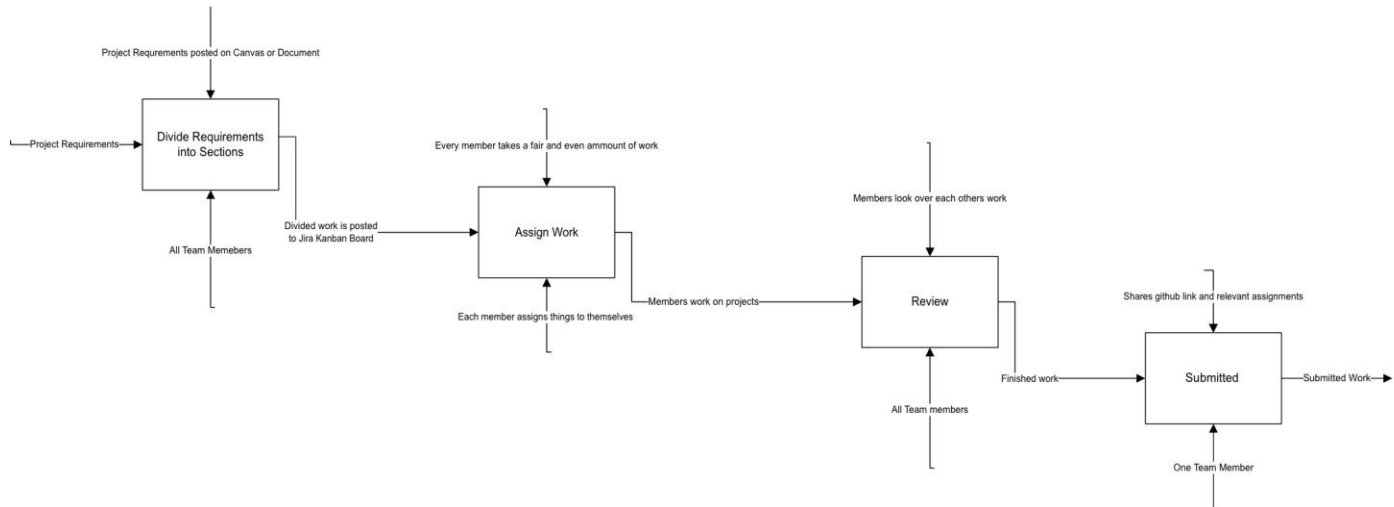 Project Requrements posted on Canvas or Document
Project Requirements
Divide Requirements
into Sections
All Team Memebers
Divided work is posted
to Jira Kanban Board
Every member takes a fair and even ammount of work
Assign Work
Each member assigns things to themselves
Members work on projects
Members look over each others work
Review
All Team members
Finished work
Shares github link and relevant assignments
Submitted
Submitted Work
One Team Member